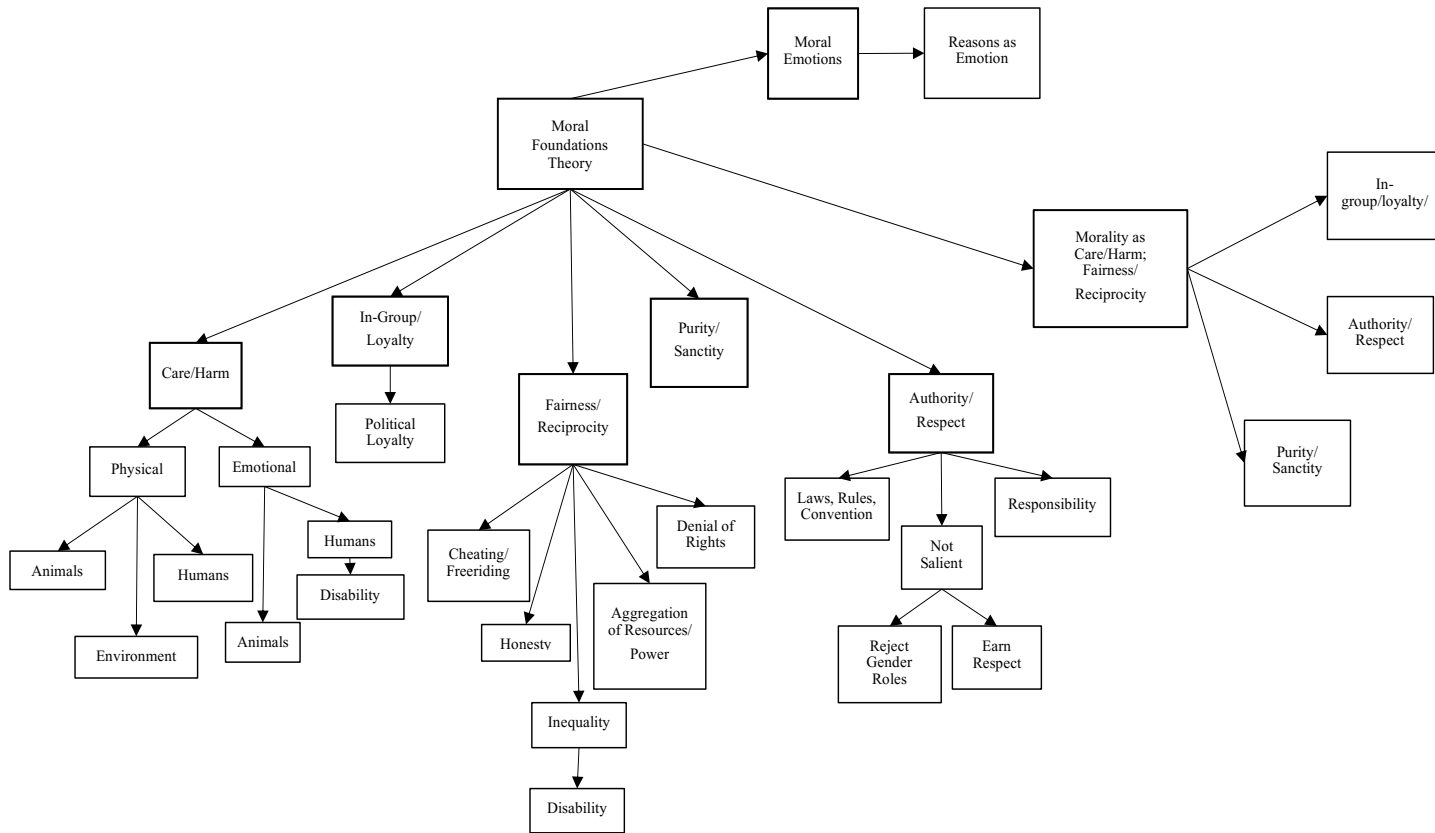 Moral
Emotions
Reasons as
Emotion
Moral
Foundations
Theory
In-
group/loyalty/
Morality as
Care/Harm;
Fairness/
Reciprocity
Authority/
Respect
Purity/
Sanctity
In-Group/
Loyalty
Purity/
Sanctity
Care/Harm
Political
Loyalty
Fairness/
Reciprocity
Authority/
Respect
Physical
Emotional
Laws, Rules,
Convention
Responsibility
Denial of
Rights
Animals
Humans
Humans
Disability
Cheating/
Freeriding
Not
Salient
Environment
Animals
Honesty
Aggregation
of Resources/
Power
Reject
Gender
Roles
Earn
Respect
Inequality
Disability